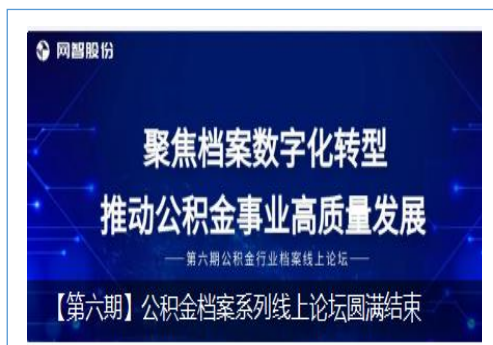 网智股份
聚焦档案数字化转型
推动公积金事业高质量发展
——第六期公积金行业档案线上论坛——
【第六期】公积金档案系列线上论坛圆满结束